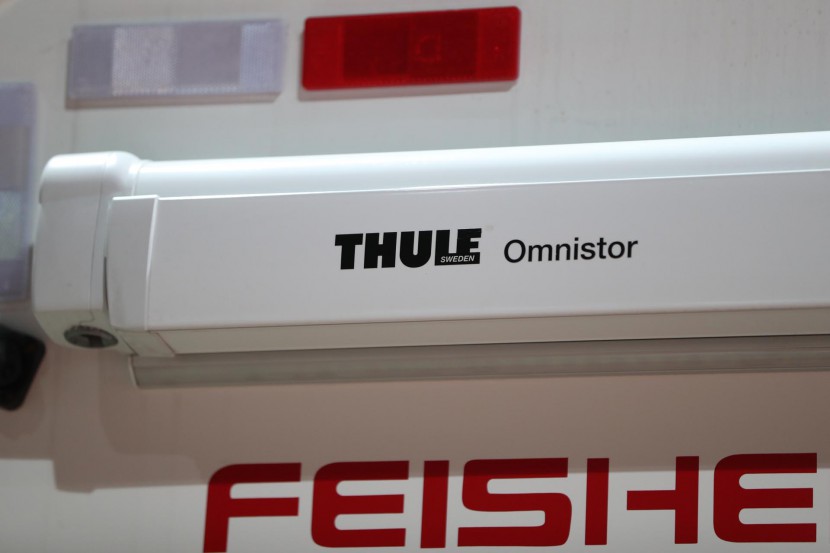 THULE Omnistor
SWEDEN
FEISHE